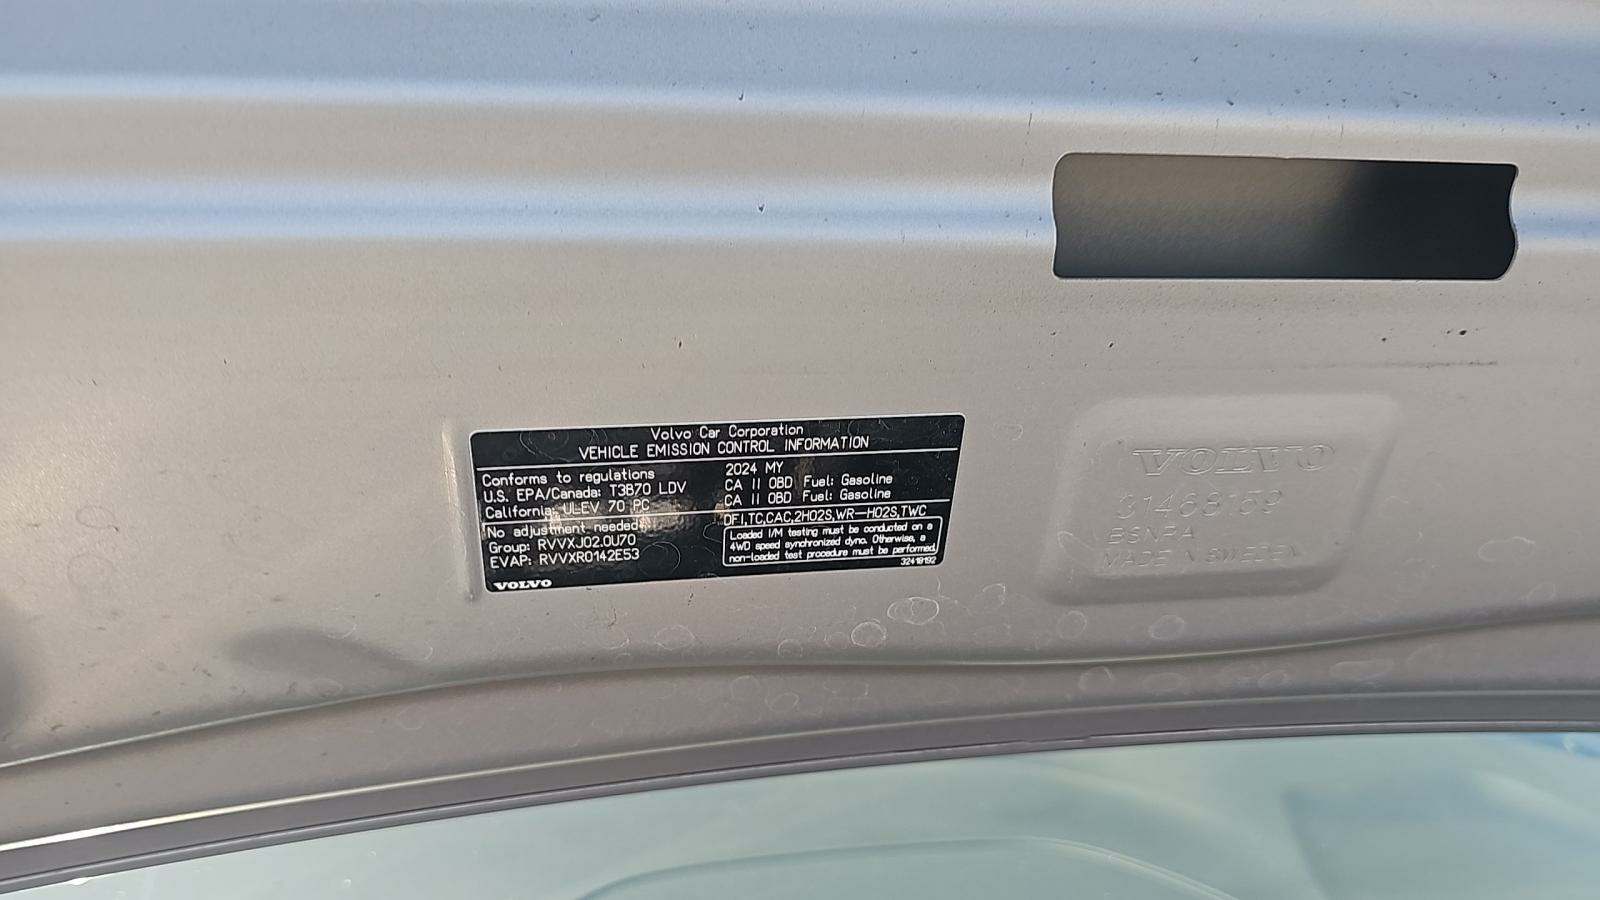 Volvo Car Corporation
VEHICLE EMISSION CONTROL INFORMATION
Conforms to regulations
U.S. EPA/Canada: T3B70 LDV
California: ULEV 70 PC
2024 MY
CA II OBD Fuel: Gasoline
CA II OBD Fuel: Gasoline
No adjustment needed
Group: RVVXJ02.0U70
EVAP: RVVXR0142E53
DFI,TC,CAC,2HO2S,WR-HO2S,TWC
Loaded I/M testing must be conducted on a
4WD speed synchronized dyno. Otherwise, a
non-loaded test procedure must be performed
32419192
VOLVO
VOLVO
31468159
BSNPA
MADE IN SWEDEN